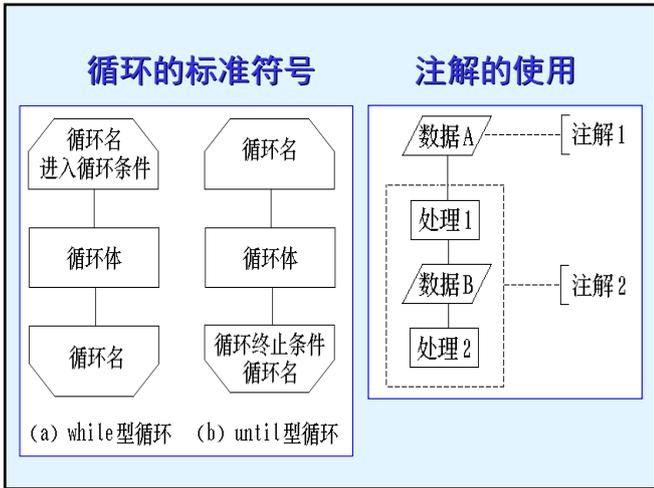 循环的标准符号
注解的使用
循环名
进入循环条件
循环体
循环名
(a) while型循环
循环名
循环体
循环终止条件
循环名
(b) until型循环
数据A
注解1
处理1
数据B
注解2
处理2